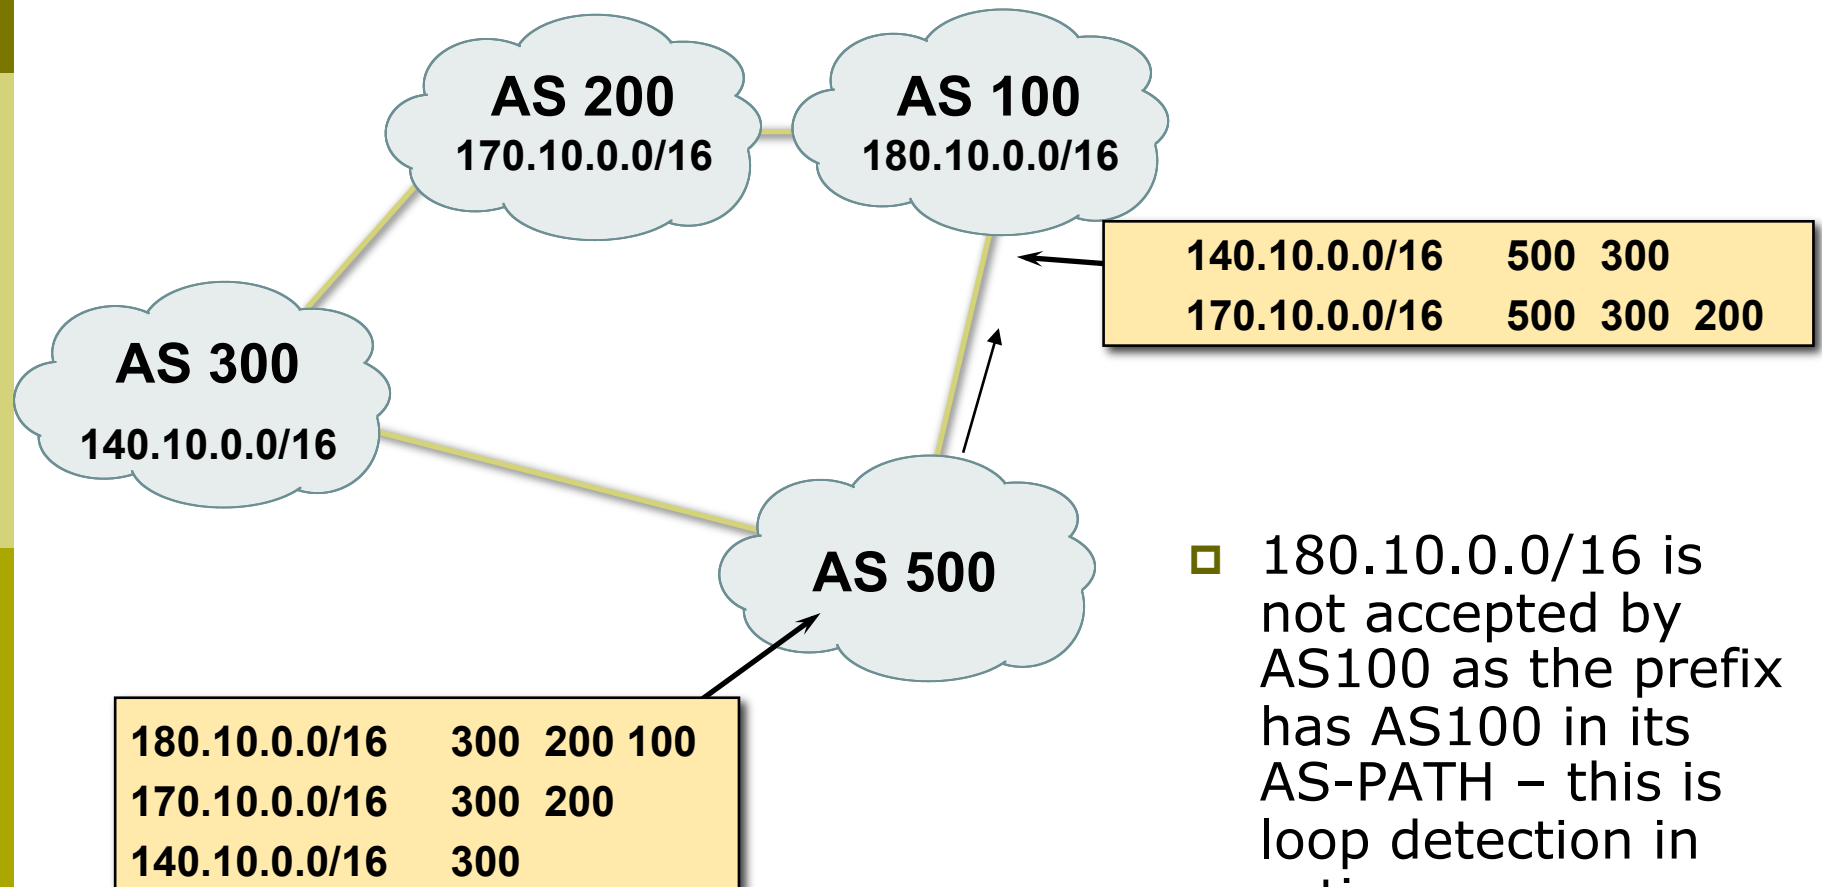 AS 200
170.10.0.0/16
AS 100
180.10.0.0/16
140.10.0.0/16 500 300
170.10.0.0/16 500 300 200
AS 300
140.10.0.0/16
AS 500
180.10.0.0/16 300 200 100
170.10.0.0/16 300 200
140.10.0.0/16 300
180.10.0.0/16 is
not accepted by
AS100 as the prefix
has AS100 in its
AS-PATH – this is
loop detection in